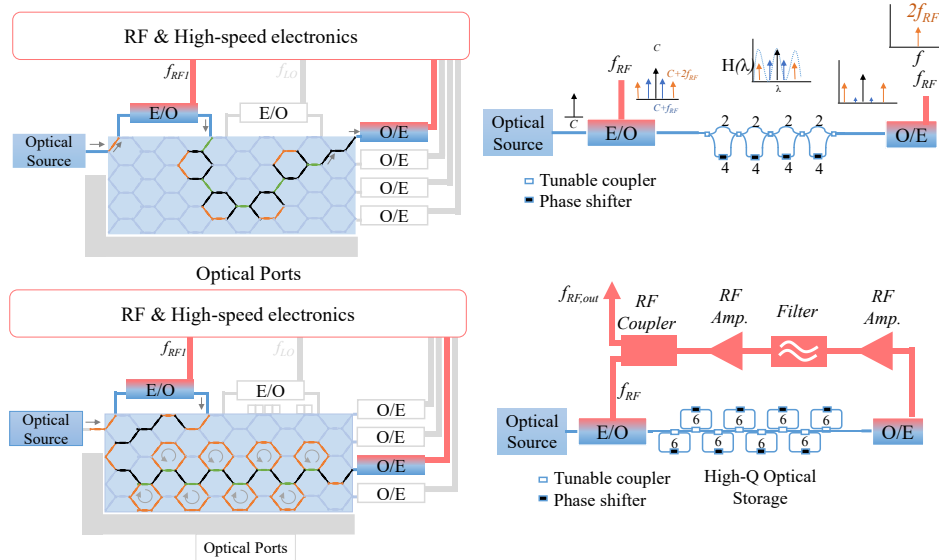 RF & High-speed electronics
f_RF1
f_LO
E/O
E/O
Optical
Source
O/E
O/E
O/E
O/E
Optical Ports
2f_RF
f
f_RF
C
H(λ)
λ
C+2f_RF
C+f_RF
C
f_RF
Optical
Source
E/O
2 2 2 2
4 4 4 4
O/E
Tunable coupler
Phase shifter
RF & High-speed electronics
f_RF1
f_LO
E/O
E/O
Optical
Source
O/E
O/E
O/E
O/E
Optical Ports
f_RF,out
RF
Coupler
RF
Amp.
Filter
RF
Amp.
f_RF
Optical
Source
E/O
6 6 6 6
6 6 6 6
O/E
Tunable coupler
Phase shifter
High-Q Optical
Storage